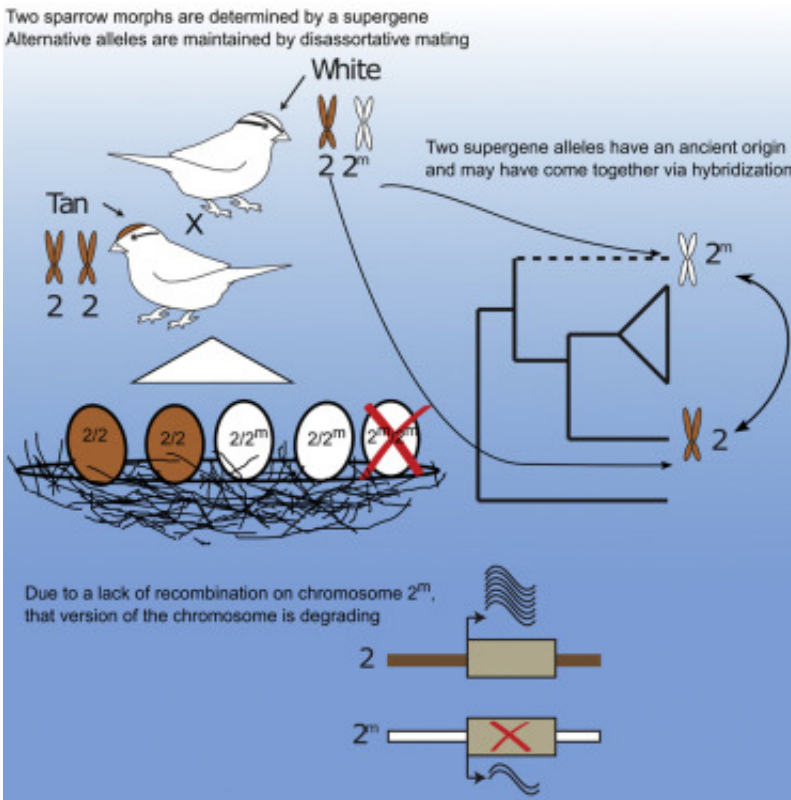 Two sparrow morphs are determined by a supergene
Alternative alleles are maintained by disassortative mating
White
2 2ᵐ
Two supergene alleles have an ancient origin
and may have come together via hybridization
Tan
X
2 2
2ᵐ
2
2/2
2/2
2/2ᵐ
2/2ᵐ
2ᵐ/2ᵐ
Due to a lack of recombination on chromosome 2ᵐ,
that version of the chromosome is degrading
2
2ᵐ